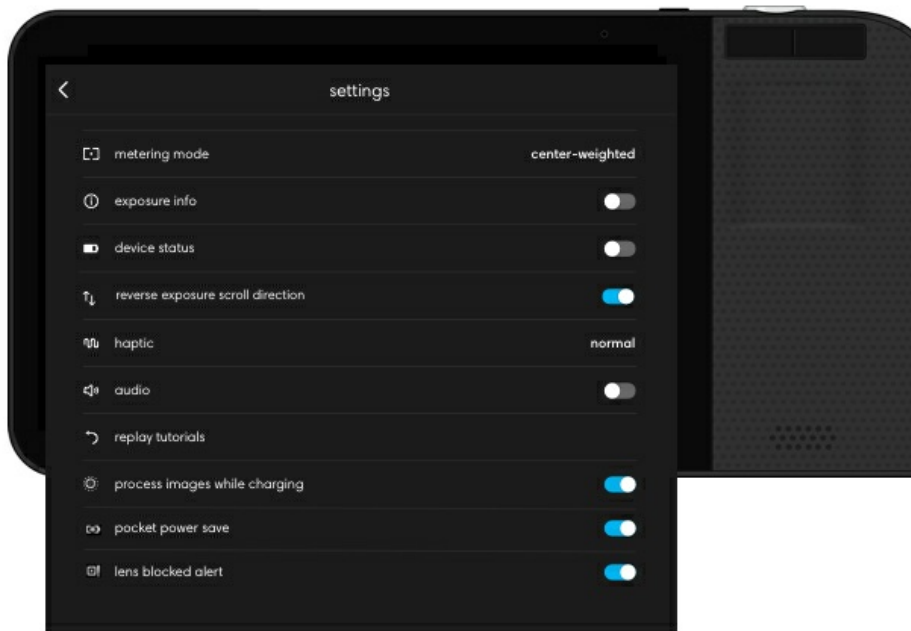 settings
metering mode center-weighted
exposure info
device status
reverse exposure scroll direction
haptic normal
audio
replay tutorials
process images while charging
pocket power save
lens blocked alert